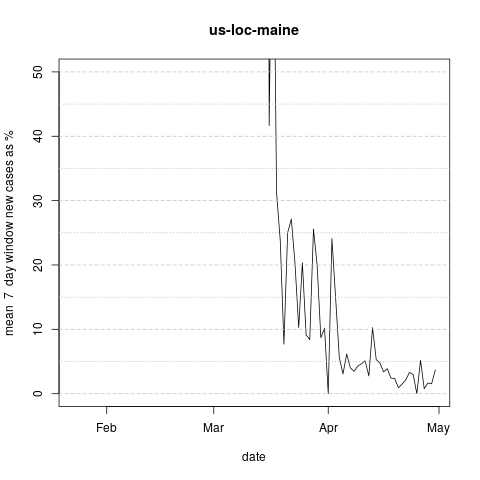 us-loc-maine
mean  7  day window new cases as %
50
40
30
20
10
0
Feb
Mar
Apr
May
date